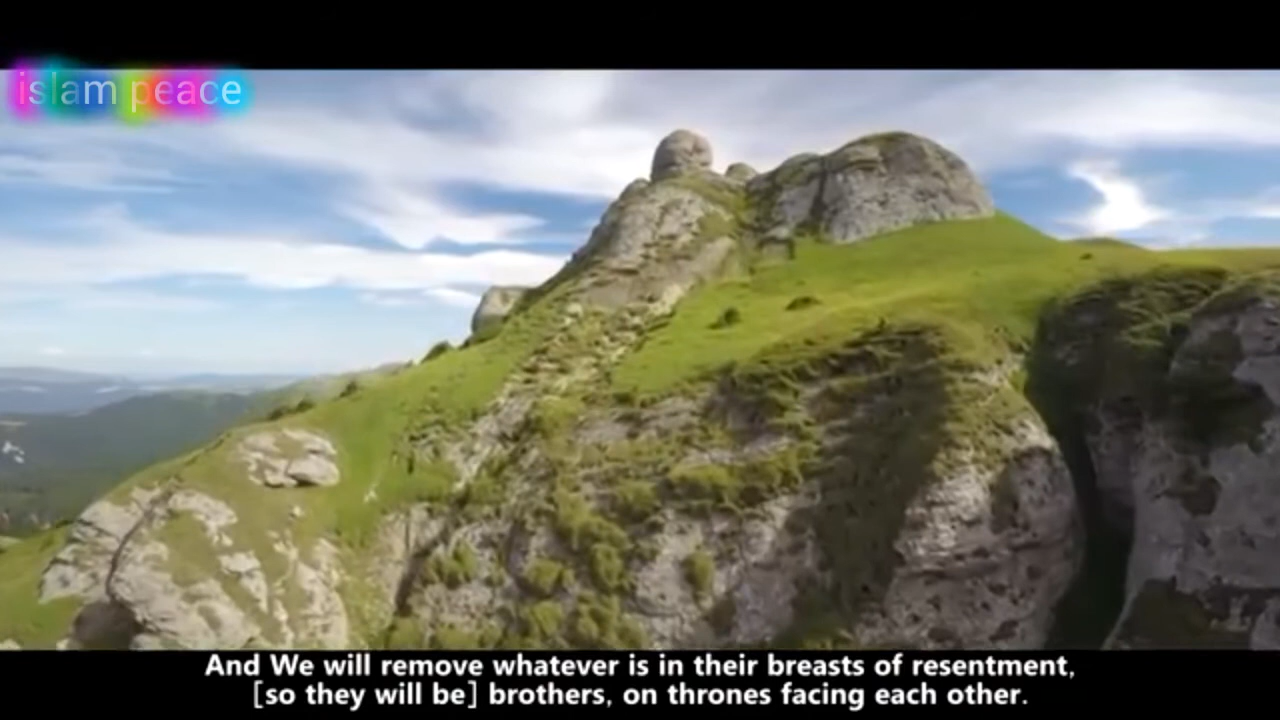 islam peace
And We will remove whatever is in their breasts of resentment,
[so they will be] brothers, on thrones facing each other.